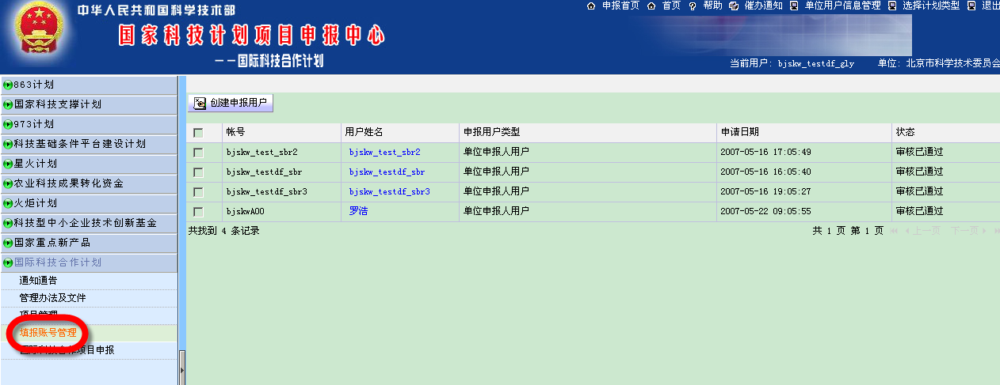 中华人民共和国科学技术部
国家科技计划项目申报中心
——国际科技合作计划
申报首页 首页 帮助 催办通知 单位用户信息管理 选择计划类型 退出
当前用户: bjskw_testdf_gly 单位: 北京市科学技术委员会
863计划
国家科技支撑计划
973计划
科技基础条件平台建设计划
星火计划
农业科技成果转化资金
火炬计划
科技型中小企业技术创新基金
国家重点新产品
国际科技合作计划
通知通告
管理办法及文件
项目管理
填报账号管理
国际科技合作项目申报
创建申报用户
帐号 用户姓名 申报用户类型 申请日期 状态
bjskw_test_sbr2 bjskw_test_sbr2 单位申报人用户 2007-05-16 17:05:49 审核已通过
bjskw_testdf_sbr bjskw_testdf_sbr 单位申报人用户 2007-05-16 16:05:40 审核已通过
bjskw_testdf_sbr3 bjskw_testdf_sbr3 单位申报人用户 2007-05-16 19:05:27 审核已通过
bjskwA00 罗浩 单位申报人用户 2007-05-22 09:05:55 审核已通过
共找到 4 条记录 共 1 页 第 1 页 上一页 下一页